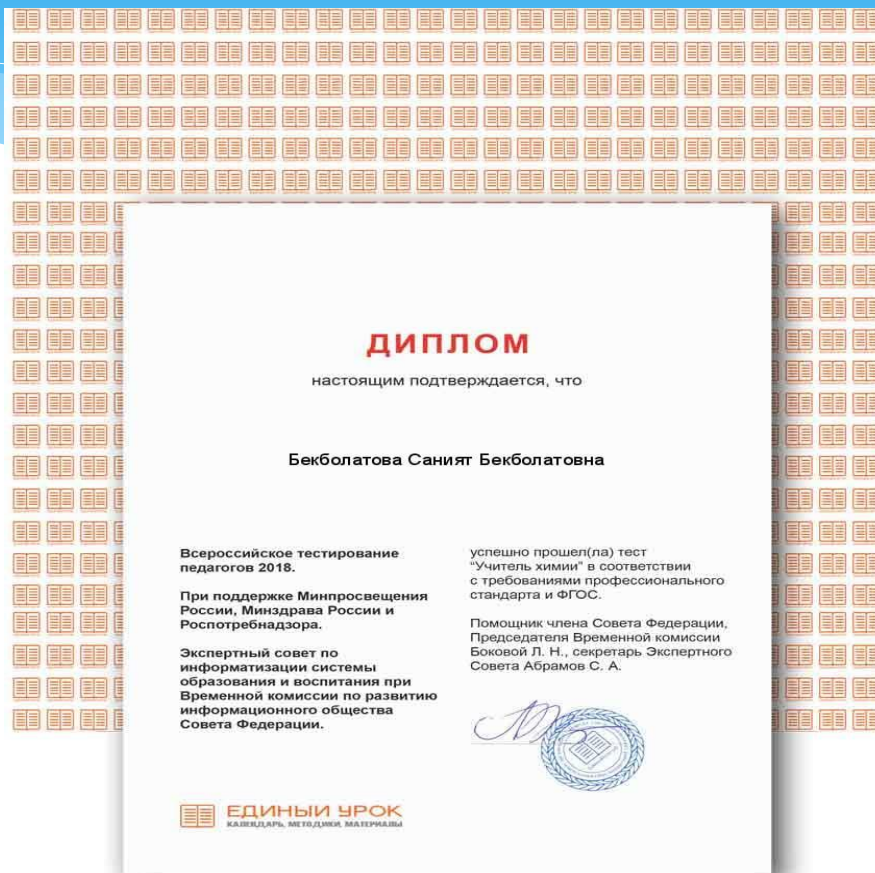 ДИПЛОМ
настоящим подтверждается, что
Бекболатова Саният Бекболатовна
Всероссийское тестирование
педагогов 2018.
При поддержке Минпросвещения
России, Минздрава России и
Роспотребнадзора.
Экспертный совет по
информатизации системы
образования и воспитания при
Временной комиссии по развитию
информационного общества
Совета Федерации.
успешно прошел(ла) тест
"Учитель химии" в соответствии
с требованиями профессионального
стандарта и ФГОС.
Помощник члена Совета Федерации,
Председателя Временной комиссии
Боковой Л. Н., секретарь Экспертного
Совета Абрамов С. А.
ЕДИНЫЙ УРОК
КАЛЕНДАРЬ, МЕТОДИКИ, МАТЕРИАЛЫ